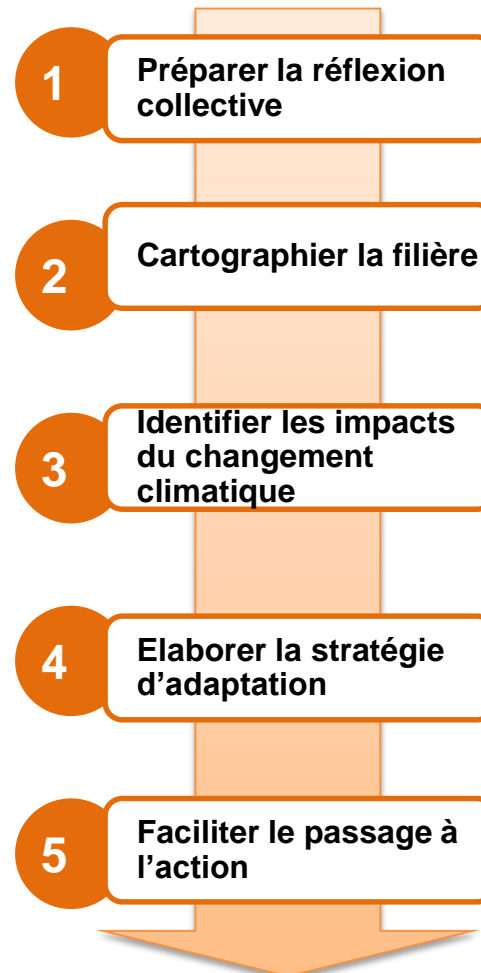 1
Préparer la réflexion
collective
2
Cartographier la filière
3
Identifier les impacts
du changement
climatique
4
Elaborer la stratégie
d’adaptation
5
Faciliter le passage à
l’action